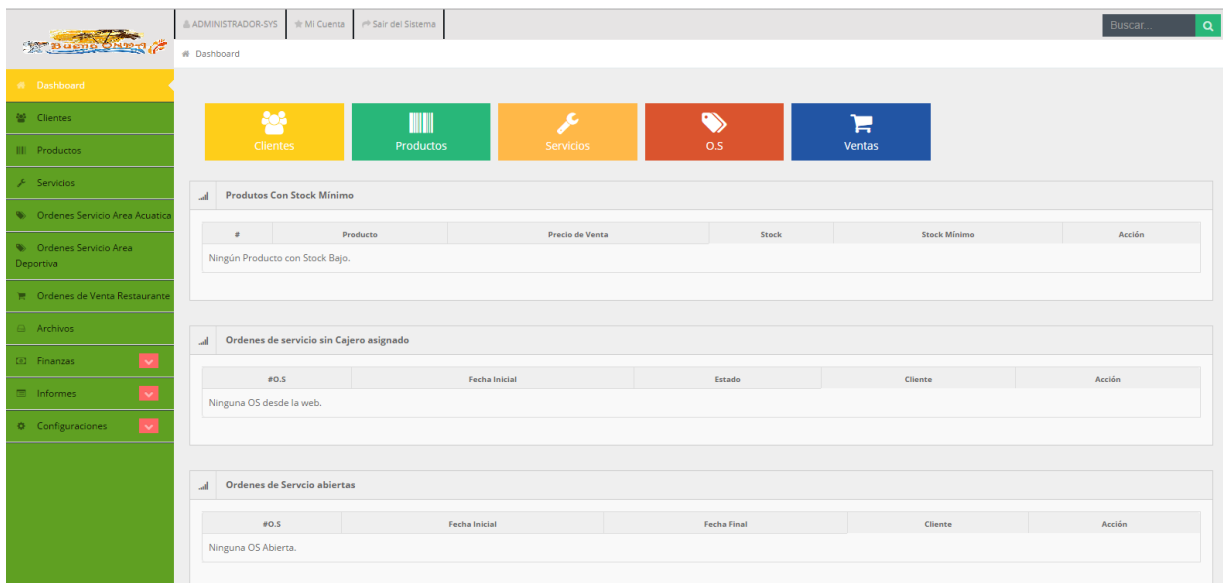 ADMINISTRADOR-SYS
Mi Cuenta
Sair del Sistema
Buscar...
Buena Onda
Dashboard
Dashboard
Clientes
Productos
Servicios
Ordenes Servicio Area Acuatica
Ordenes Servicio Area
Deportiva
Ordenes de Venta Restaurante
Archivos
Finanzas
Informes
Configuraciones
Clientes
Productos
Servicios
O.S
Ventas
Produtos Con Stock Mínimo
# Producto Precio de Venta Stock Stock Mínimo Acción
Ningún Producto con Stock Bajo.
Ordenes de servicio sin Cajero asignado
#O.S Fecha Inicial Estado Cliente Acción
Ninguna OS desde la web.
Ordenes de Servcio abiertas
#O.S Fecha Inicial Fecha Final Cliente Acción
Ninguna OS Abierta.